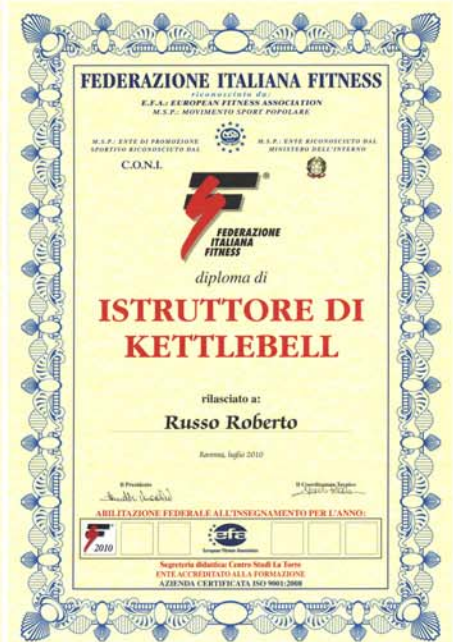 FEDERAZIONE ITALIANA FITNESS
riconosciuto da:
E.F.A.: EUROPEAN FITNESS ASSOCIATION
M.S.P.: MOVIMENTO SPORT POPOLARE
M.S.P.: ENTE DI PROMOZIONE
SPORTIVO RICONOSCIUTO DAL
C.O.N.I.
M.S.P.: ENTE RICONOSCIUTO DAL
MINISTERO DELL'INTERNO
FEDERAZIONE
ITALIANA
FITNESS
®
diploma di
ISTRUTTORE DI
KETTLEBELL
rilasciato a:
Russo Roberto
Ravenna, luglio 2010
Il Presidente
Il Coordinatore Tecnico
ABILITAZIONE FEDERALE ALL'INSEGNAMENTO PER L'ANNO:
2010
efa
European Fitness Association
Segreteria didattica: Centro Studi La Torre
ENTE ACCREDITATO ALLA FORMAZIONE
AZIENDA CERTIFICATA ISO 9001:2008